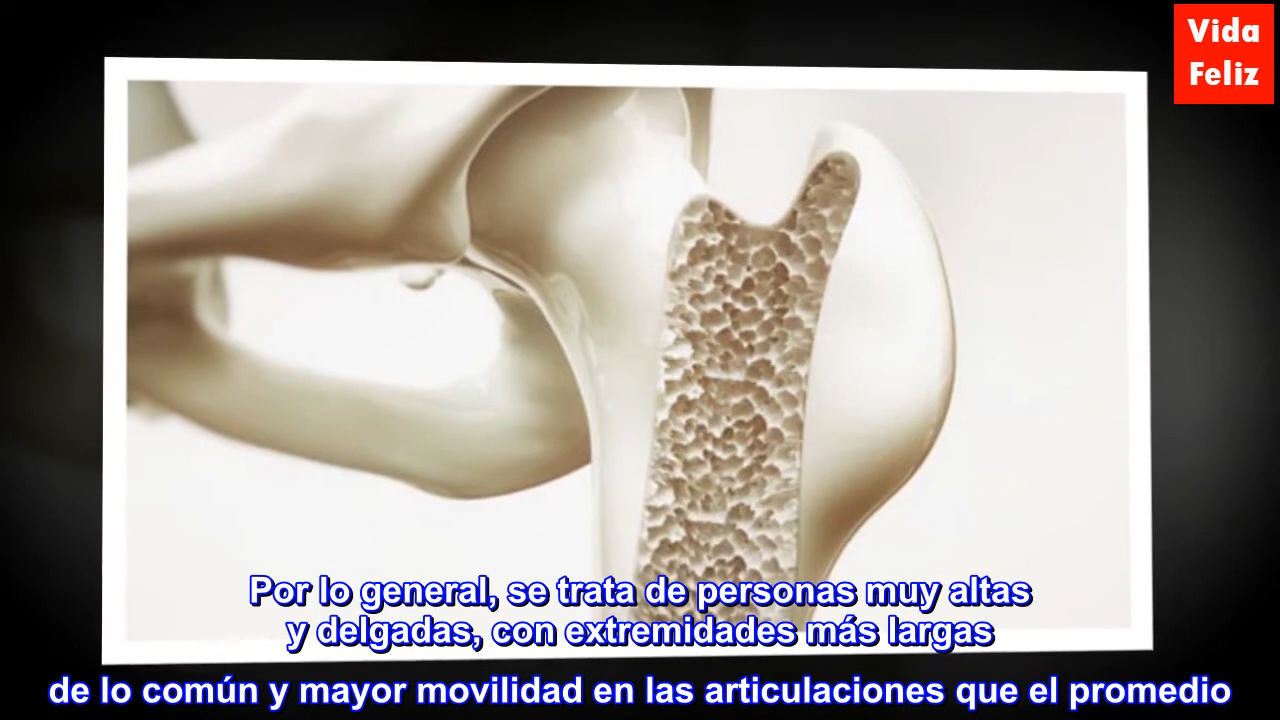 Vida
Feliz
Por lo general, se trata de personas muy altas
y delgadas, con extremidades más largas
de lo común y mayor movilidad en las articulaciones que el promedio